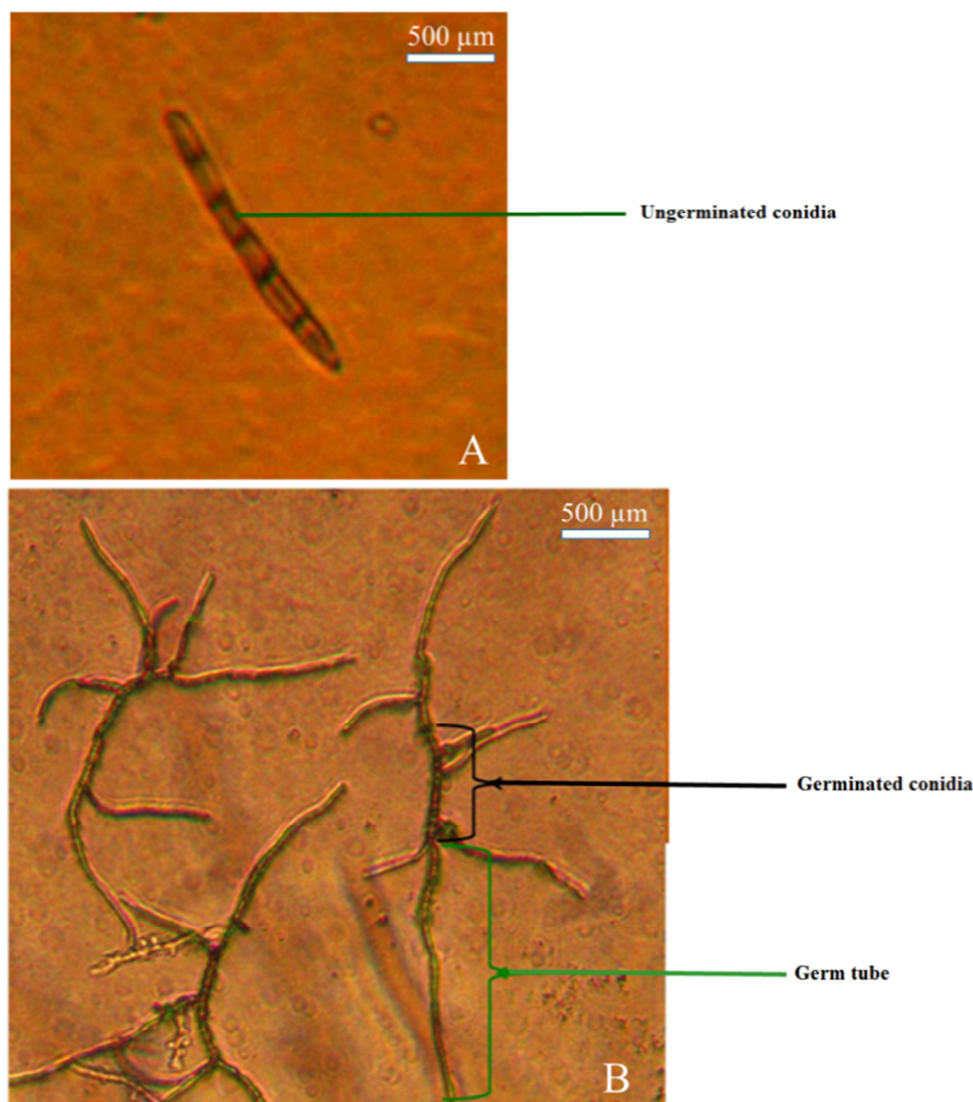 500 µm
Ungerminated conidia
A
500 µm
Germinated conidia
Germ tube
B